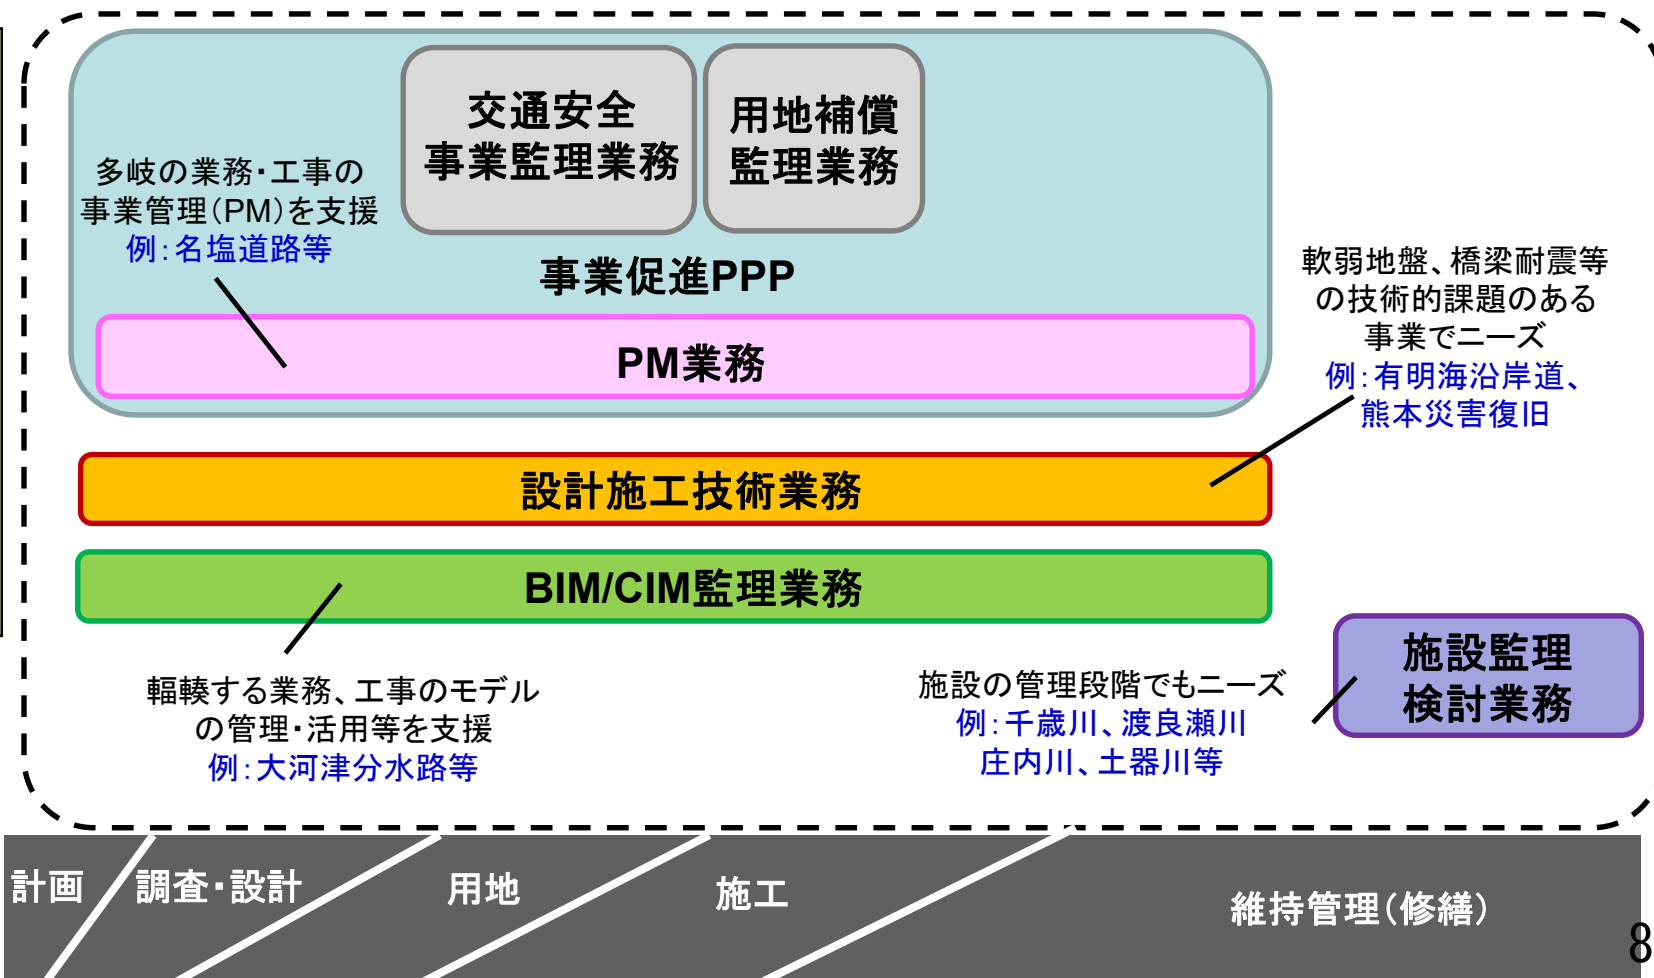 交通安全
事業監理業務
用地補償
監理業務
多岐の業務・工事の
事業管理(PM)を支援
例：名塩道路等
事業促進PPP
PM業務
軟弱地盤、橋梁耐震等
の技術的課題のある
事業でニーズ
例：有明海沿岸道、
熊本災害復旧
設計施工技術業務
BIM/CIM監理業務
輻輳する業務、工事のモデル
の管理・活用等を支援
例：大河津分水路等
施設の管理段階でもニーズ
例：千歳川、渡良瀬川
庄内川、土器川等
施設監理
検討業務
計画
調査・設計
用地
施工
維持管理（修繕）
8